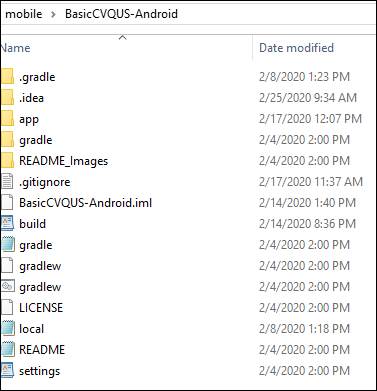 mobile > BasicCVQUS-Android
Name Date modified
.gradle 2/8/2020 1:23 PM
.idea 2/25/2020 9:34 AM
app 2/17/2020 12:07 PM
gradle 2/4/2020 2:00 PM
README_Images 2/4/2020 2:00 PM
.gitignore 2/17/2020 11:37 AM
BasicCVQUS-Android.iml 2/14/2020 1:40 PM
build 2/14/2020 8:36 PM
gradle 2/4/2020 2:00 PM
gradlew 2/4/2020 2:00 PM
gradlew 2/4/2020 2:00 PM
LICENSE 2/4/2020 2:00 PM
local 2/8/2020 1:18 PM
README 2/4/2020 2:00 PM
settings 2/4/2020 2:00 PM